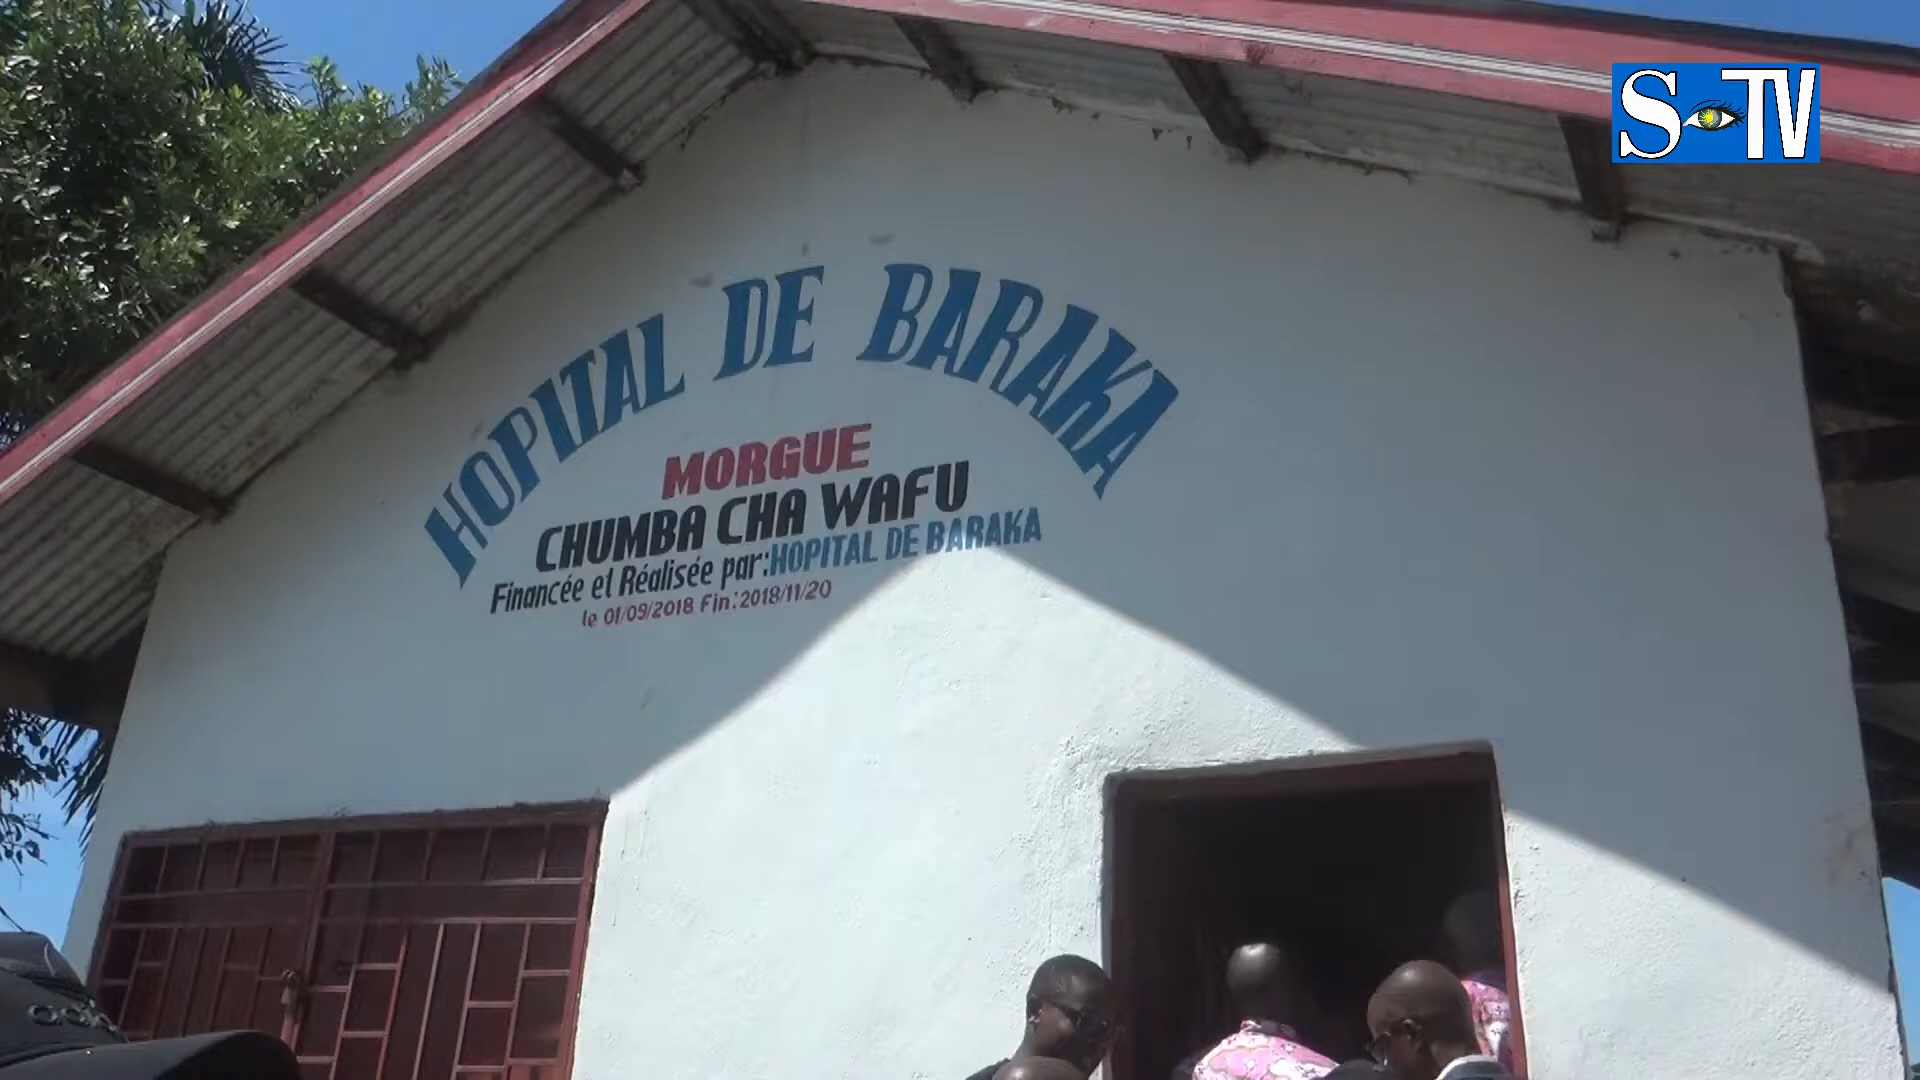 HOPITAL DE BARAKA
MORGUE
CHUMBA CHA WAFU
Financée et Réalisée par:HOPITAL DE BARAKA
le 01/09/2018 Fin:2018/11/20
S TV